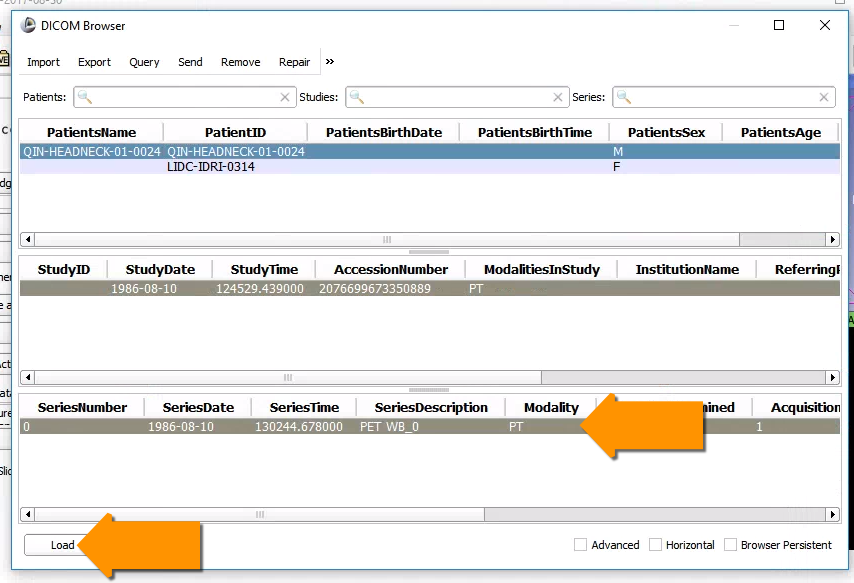 DICOM Browser
Import Export Query Send Remove Repair »
Patients: Studies: Series:
PatientsName PatientID PatientsBirthDate PatientsBirthTime PatientsSex PatientsAge
QIN-HEADNECK-01-0024 QIN-HEADNECK-01-0024 M
LIDC-IDRI-0314 F
StudyID StudyDate StudyTime AccessionNumber ModalitiesInStudy InstitutionName ReferringP
1986-08-10 124529.439000 2076699673350889 PT
SeriesNumber SeriesDate SeriesTime SeriesDescription Modality mined Acquisition
0 1986-08-10 130244.678000 PET WB_0 PT 1
Load Advanced Horizontal Browser Persistent